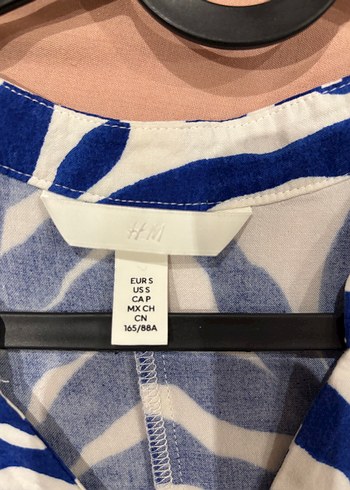 H&M
EUR S
US S
CA P
MX CH
CN
165/88A